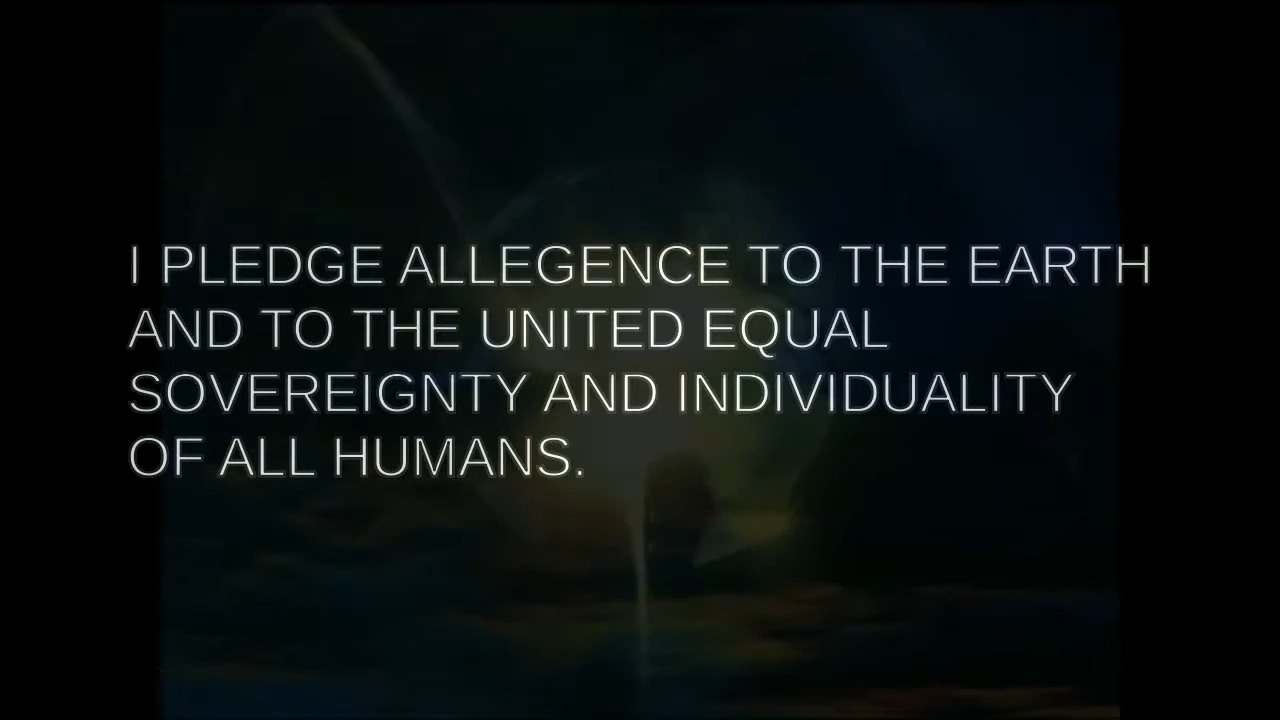 I PLEDGE ALLEGENCE TO THE EARTH
AND TO THE UNITED EQUAL
SOVEREIGNTY AND INDIVIDUALITY
OF ALL HUMANS.